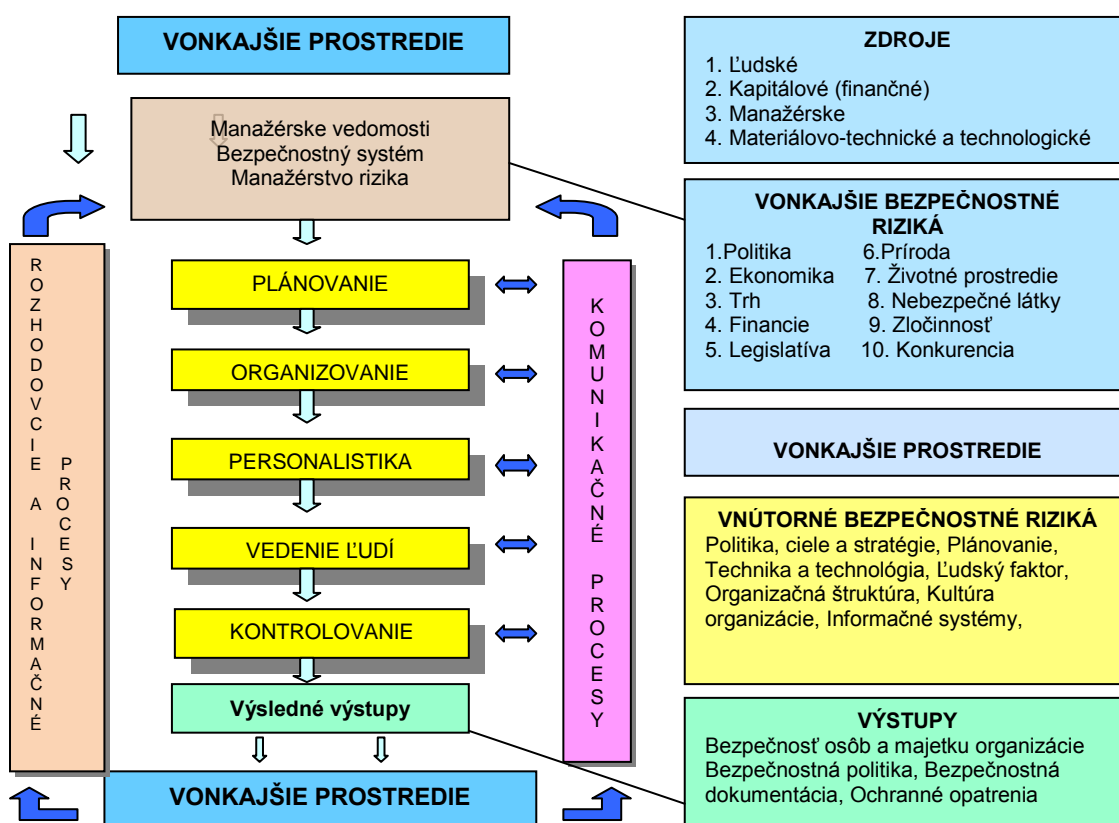 VONKAJŠIE PROSTREDIE
Manažérske vedomosti
Bezpečnostný systém
Manažérstvo rizika
ROZHODOVCIE A INFORMAČNÉ
PROCESY
PLÁNOVANIE
ORGANIZOVANIE
PERSONALISTIKA
VEDENIE ĽUDÍ
KONTROLOVANIE
Výsledné výstupy
VONKAJŠIE PROSTREDIE
KOMUNIKAČNÉ PROCESY
ZDROJE
1. Ľudské
2. Kapitálové (finančné)
3. Manažérske
4. Materiálovo-technické a technologické
VONKAJŠIE BEZPEČNOSTNÉ
RIZIKÁ
1.Politika 6.Príroda
2. Ekonomika 7. Životné prostredie
3. Trh 8. Nebezpečné látky
4. Financie 9. Zločinnosť
5. Legislatíva 10. Konkurencia
VONKAJŠIE PROSTREDIE
VNÚTORNÉ BEZPEČNOSTNÉ RIZIKÁ
Politika, ciele a stratégie, Plánovanie,
Technika a technológia, Ľudský faktor,
Organizačná štruktúra, Kultúra
organizácie, Informačné systémy,
VÝSTUPY
Bezpečnosť osôb a majetku organizácie
Bezpečnostná politika, Bezpečnostná
dokumentácia, Ochranné opatrenia